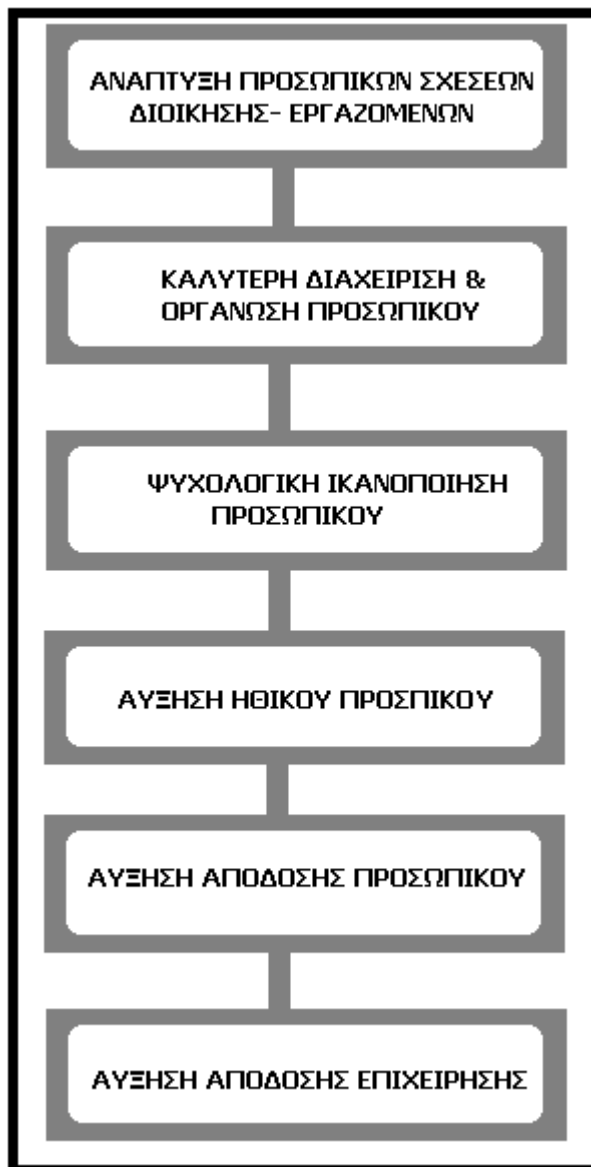 ΑΝΑΠΤΥΞΗ ΠΡΟΣΩΠΙΚΩΝ ΣΧΕΣΕΩΝ
ΔΙΟΙΚΗΣΗΣ- ΕΡΓΑΖΟΜΕΝΩΝ
ΚΑΛΥΤΕΡΗ ΔΙΑΧΕΙΡΙΣΗ &
ΟΡΓΑΝΩΣΗ ΠΡΟΣΩΠΙΚΟΥ
ΨΥΧΟΛΟΓΙΚΗ ΙΚΑΝΟΠΟΙΗΣΗ
ΠΡΟΣΩΠΙΚΟΥ
ΑΥΞΗΣΗ ΗΘΙΚΟΥ ΠΡΟΣΠΙΚΟΥ
ΑΥΞΗΣΗ ΑΠΟΔΟΣΗΣ ΠΡΟΣΩΠΙΚΟΥ
ΑΥΞΗΣΗ ΑΠΟΔΟΣΗΣ ΕΠΙΧΕΙΡΗΣΗΣ